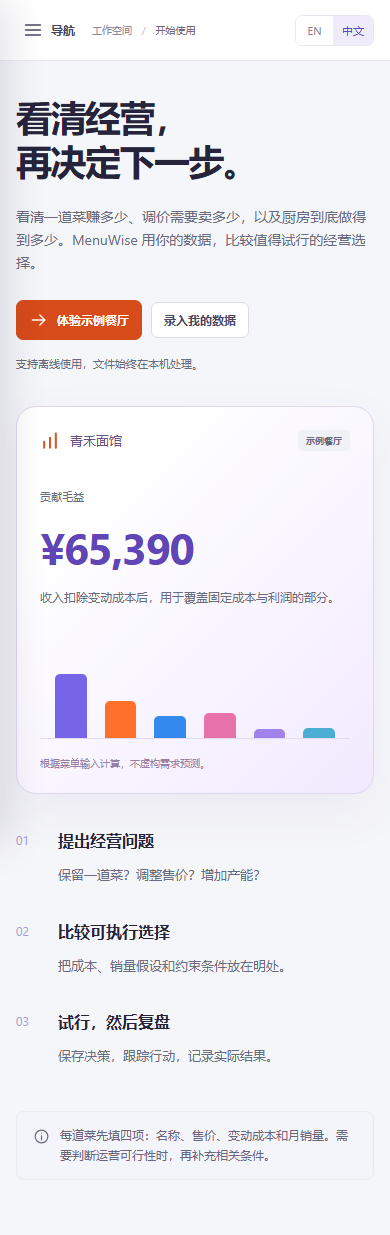 导航 工作空间 / 开始使用 EN 中文
看清经营，
再决定下一步。
看清一道菜赚多少、调价需要卖多少，以及厨房到底做得
到多少。MenuWise 用你的数据，比较值得试行的经营选
择。
体验示例餐厅 录入我的数据
支持离线使用，文件始终在本机处理。
青禾面馆 示例餐厅
贡献毛益
¥65,390
收入扣除变动成本后，用于覆盖固定成本与利润的部分。
根据菜单输入计算，不虚构需求预测。
01 提出经营问题
保留一道菜？调整售价？增加产能？
02 比较可执行选择
把成本、销量假设和约束条件放在明处。
03 试行，然后复盘
保存决策，跟踪行动，记录实际结果。
每道菜先填四项：名称、售价、变动成本和月销量。需
要判断运营可行性时，再补充相关条件。